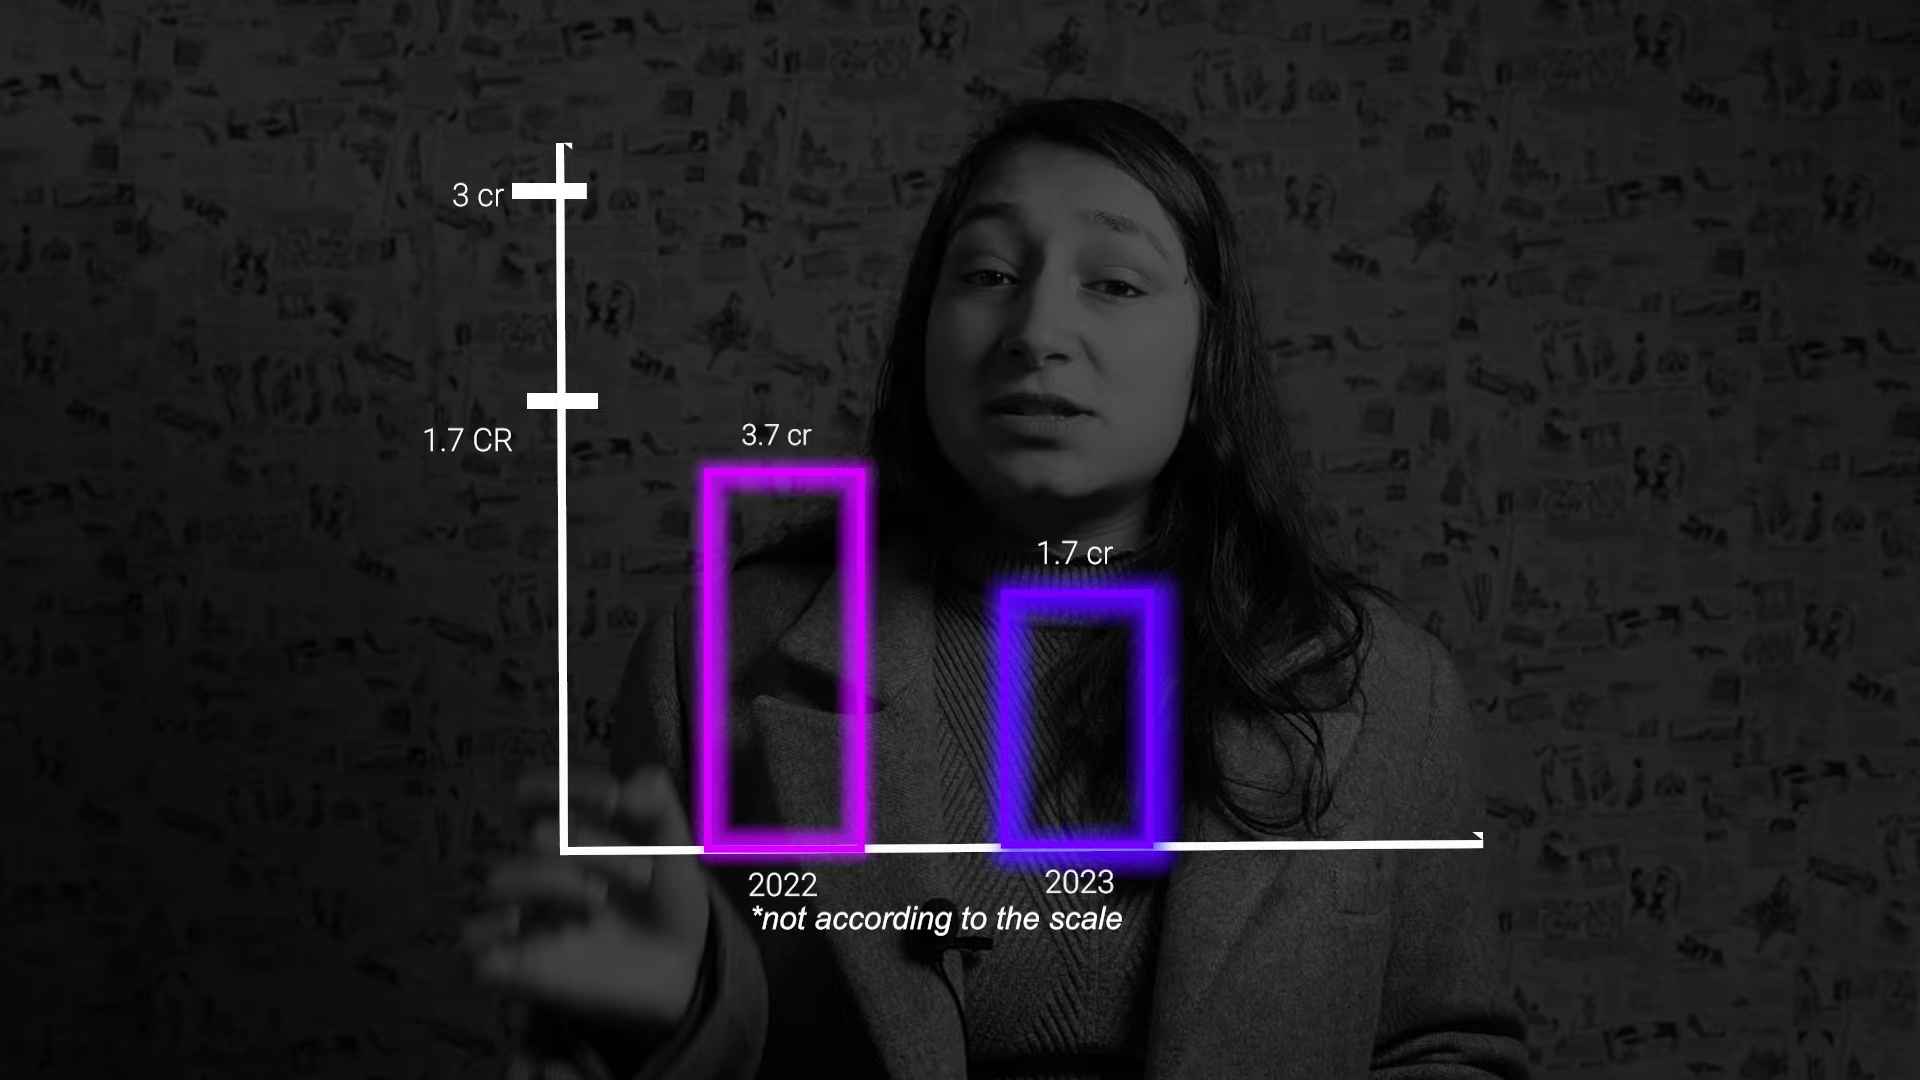 3 cr
1.7 CR
3.7 cr
1.7 cr
2022
2023
*not according to the scale